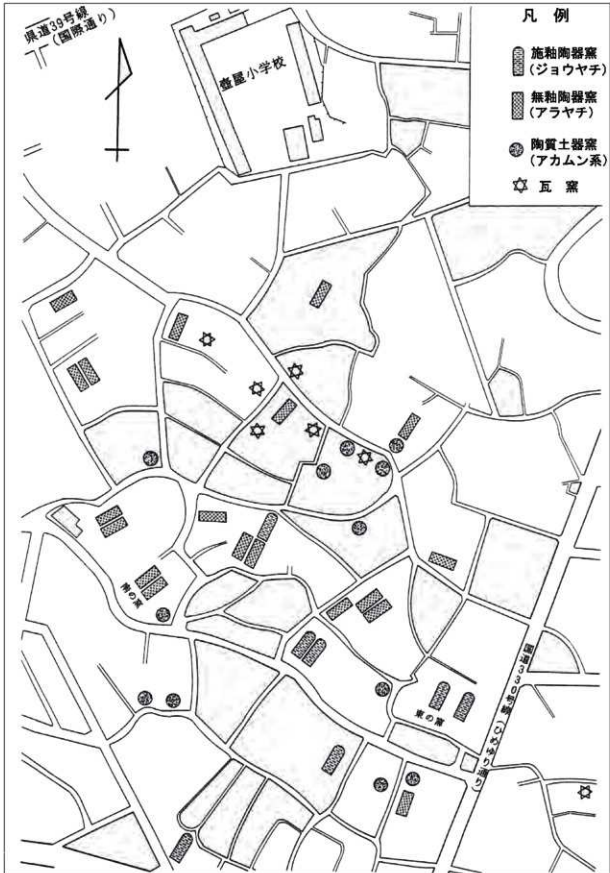 県道39号線
(国際通り)
壺屋小学校
凡 例
施釉陶器窯
(ジョウヤチ)
無釉陶器窯
(アラヤチ)
陶質土器窯
(アカムン系)
瓦 窯
南の窯
東の窯
国道330号線(ひめゆり通り)